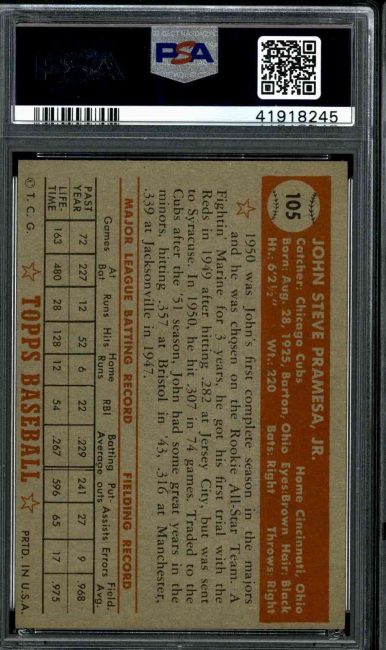 PSA
PSA
41918245
105
JOHN STEVE PRAMESA, JR.
Catcher: Chicago Cubs Home Cincinnati, Ohio
Born: Aug. 28, 1925, Barton, Ohio Eyes: Brown Hair: Black
Ht.: 6'2½" Wt.: 220 Bats: Right Throws: Right
1950 was John's first complete season in the majors
and he was chosen on the Rookie All-Star Team. A
Fightin' Marine for 3 years, he got his first trial with the
Reds in 1949 after hitting .282 at Jersey City, but was sent
to Syracuse. In 1950, he hit .307 in 74 games. Traded to the
Cubs after the '51 season, John had some great years in the
minors hitting .357 at Bristol in '43, .316 at Manchester,
.339 at Jacksonville in 1947.
MAJOR LEAGUE BATTING RECORD FIELDING RECORD
Games At Bat Runs Hits Home Runs RBI Batting Average Put-outs Assists Errors Field. Avg.
PAST YEAR 72 227 12 52 6 22 .229 241 27 9 .968
LIFE-TIME 163 480 28 128 12 54 .267 596 65 17 .975
© T. C. G. TOPPS BASEBALL PRTD. IN U.S.A.